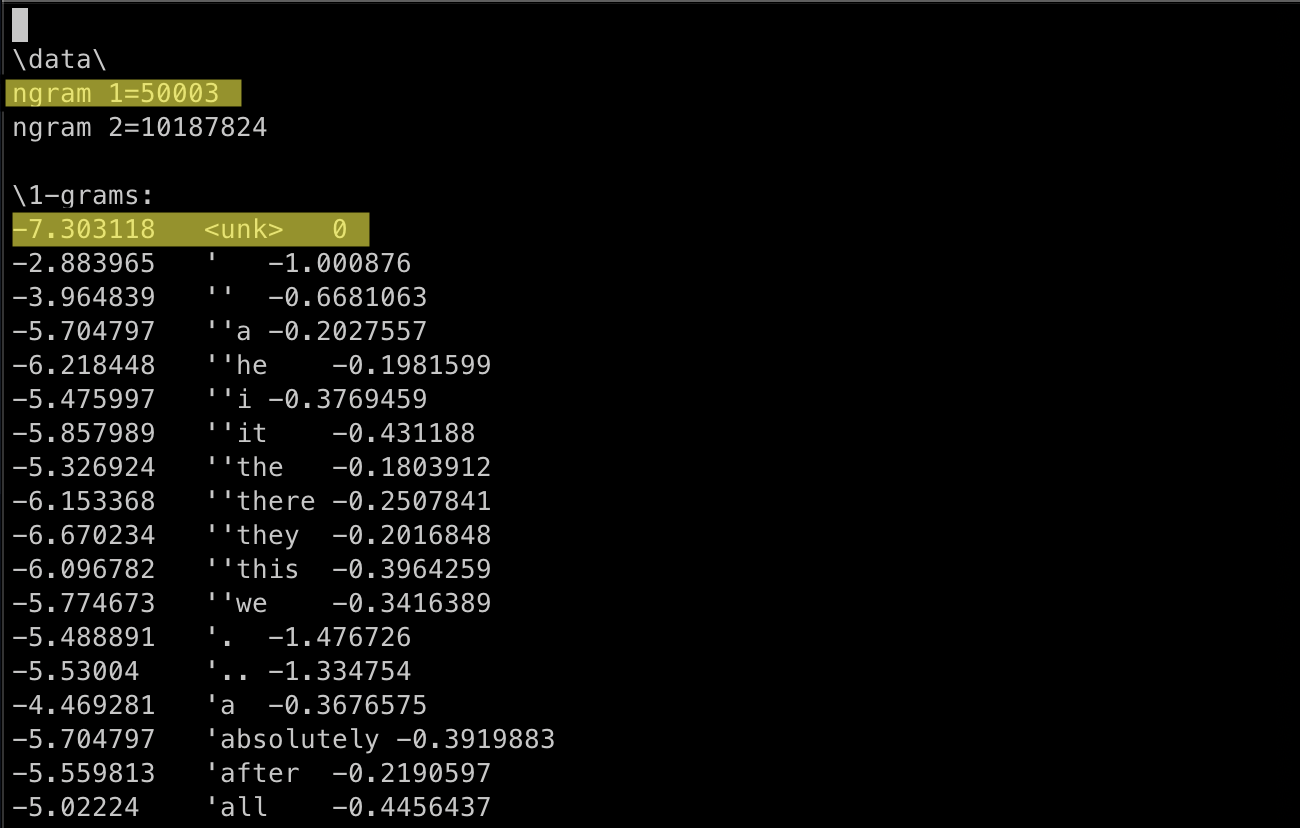 \data\
ngram 1=50003
ngram 2=10187824
\1-grams:
-7.303118	<unk>	0
-2.883965	'	-1.000876
-3.964839	''	-0.6681063
-5.704797	''a	-0.2027557
-6.218448	''he	-0.1981599
-5.475997	''i	-0.3769459
-5.857989	''it	-0.431188
-5.326924	''the	-0.1803912
-6.153368	''there	-0.2507841
-6.670234	''they	-0.2016848
-6.096782	''this	-0.3964259
-5.774673	''we	-0.3416389
-5.488891	'.	-1.476726
-5.53004	'..	-1.334754
-4.469281	'a	-0.3676575
-5.704797	'absolutely	-0.3919883
-5.559813	'after	-0.2190597
-5.02224	'all	-0.4456437